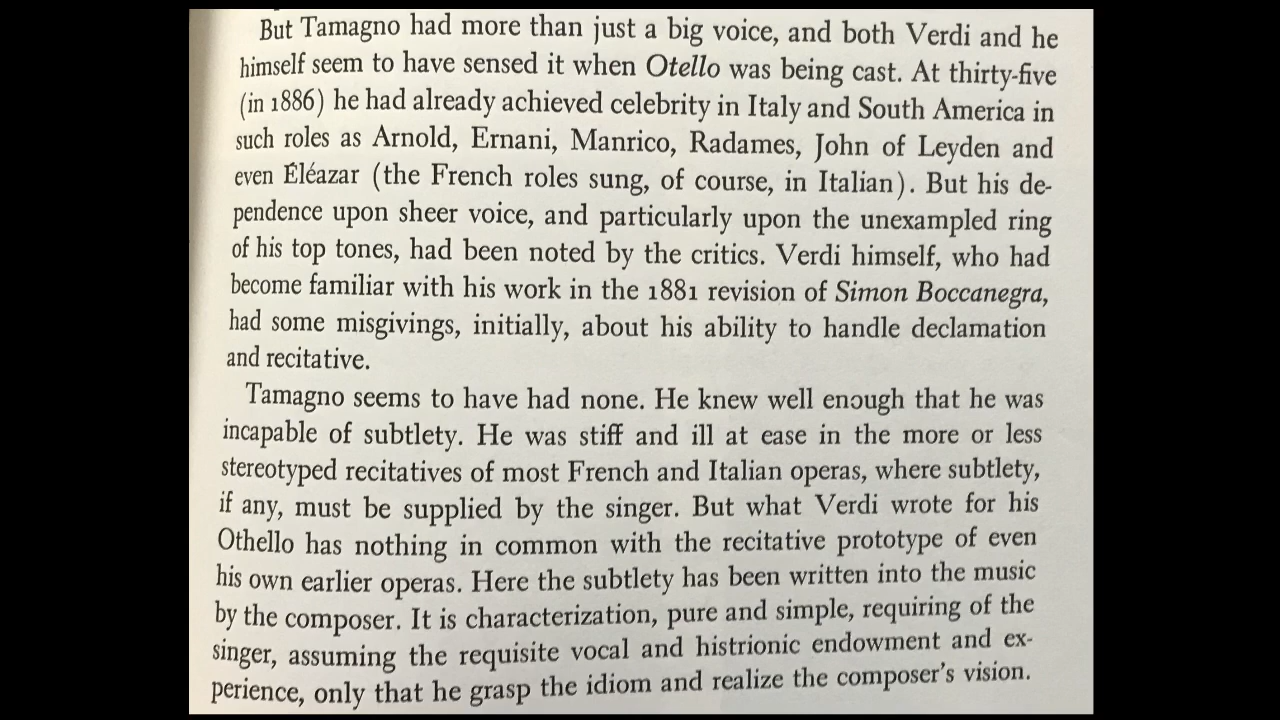 But Tamagno had more than just a big voice, and both Verdi and he
himself seem to have sensed it when Otello was being cast. At thirty-five
(in 1886) he had already achieved celebrity in Italy and South America in
such roles as Arnold, Ernani, Manrico, Radames, John of Leyden and
even Éléazar (the French roles sung, of course, in Italian). But his de-
pendence upon sheer voice, and particularly upon the unexampled ring
of his top tones, had been noted by the critics. Verdi himself, who had
become familiar with his work in the 1881 revision of Simon Boccanegra,
had some misgivings, initially, about his ability to handle declamation
and recitative.
Tamagno seems to have had none. He knew well enough that he was
incapable of subtlety. He was stiff and ill at ease in the more or less
stereotyped recitatives of most French and Italian operas, where subtlety,
if any, must be supplied by the singer. But what Verdi wrote for his
Othello has nothing in common with the recitative prototype of even
his own earlier operas. Here the subtlety has been written into the music
by the composer. It is characterization, pure and simple, requiring of the
singer, assuming the requisite vocal and histrionic endowment and ex-
perience, only that he grasp the idiom and realize the composer's vision.